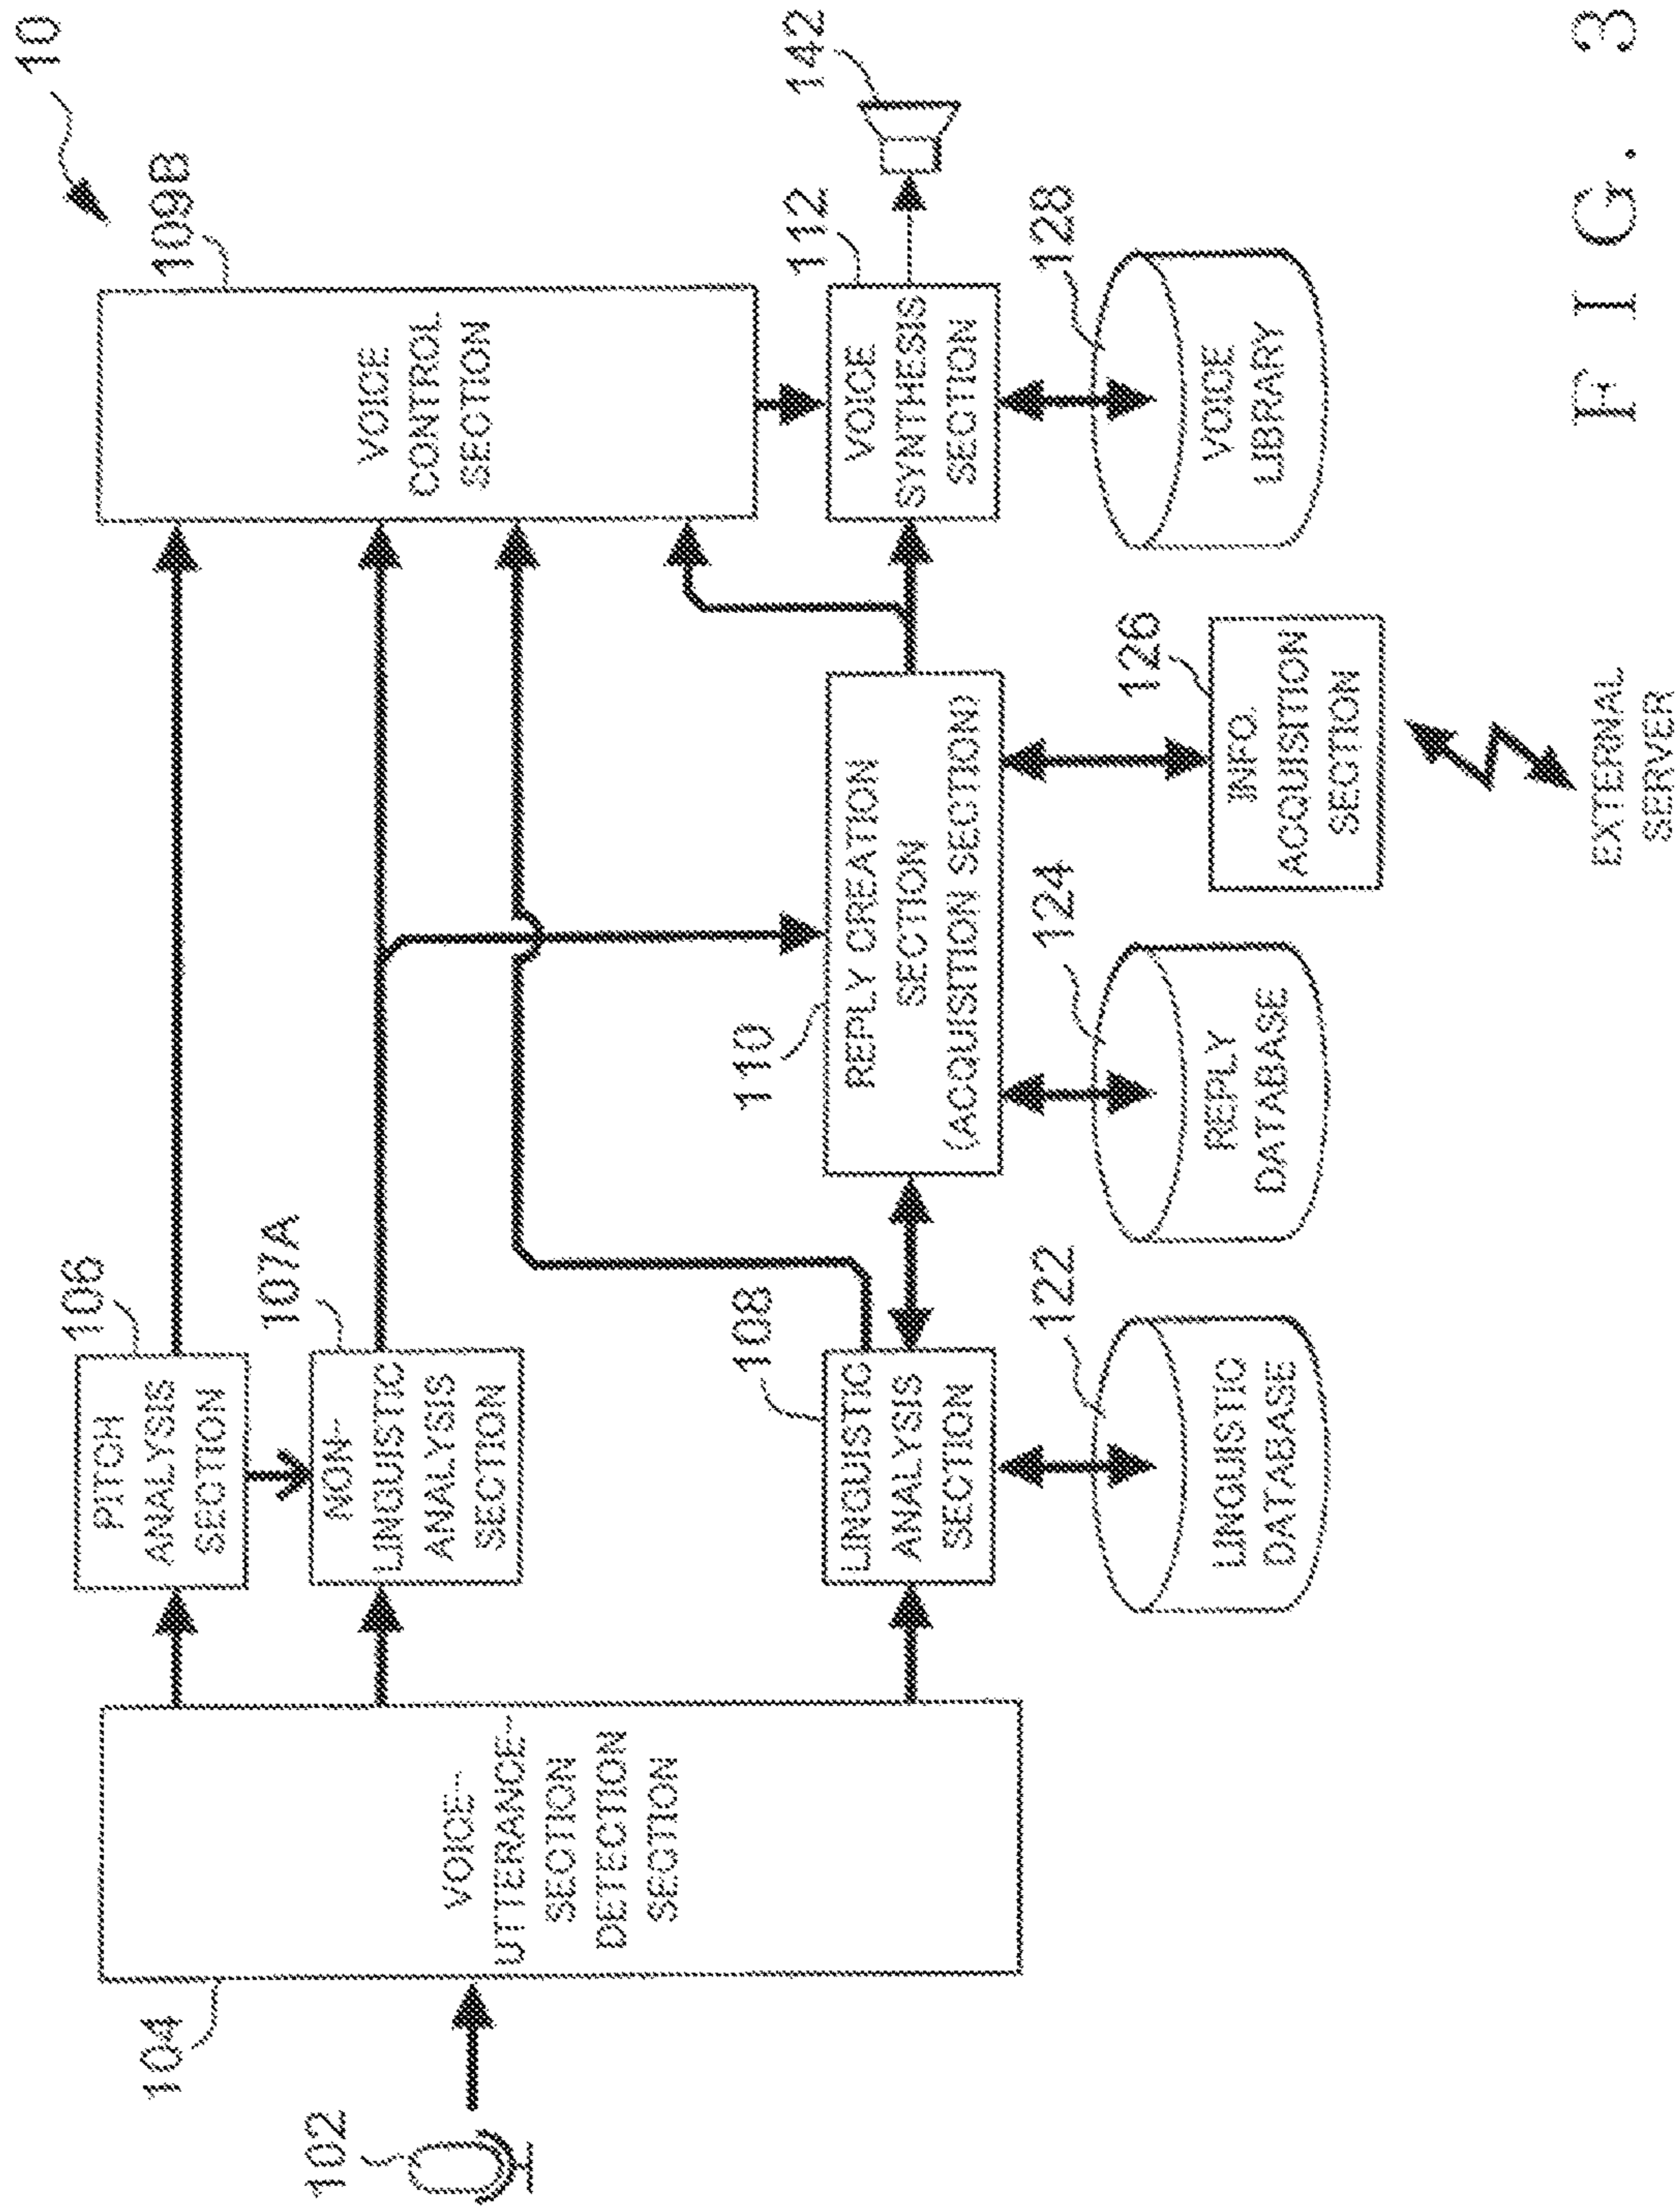 10
106
PITCH
ANALYSIS
SECTION
109B
VOICE
CONTROL
SECTION
104
VOICE-
UTTERANCE-
SECTION
DETECTION
SECTION
107A
NON-
LINGUISTIC
ANALYSIS
SECTION
102
108
LINGUISTIC
ANALYSIS
SECTION
110
REPLY CREATION
SECTION
(ACQUISITION SECTION)
112
VOICE
SYNTHESIS
SECTION
142
122
LINGUISTIC
DATABASE
124
REPLY
DATABASE
126
INFO.
ACQUISITION
SECTION
128
VOICE
LIBRARY
EXTERNAL
SERVER
FIG. 3